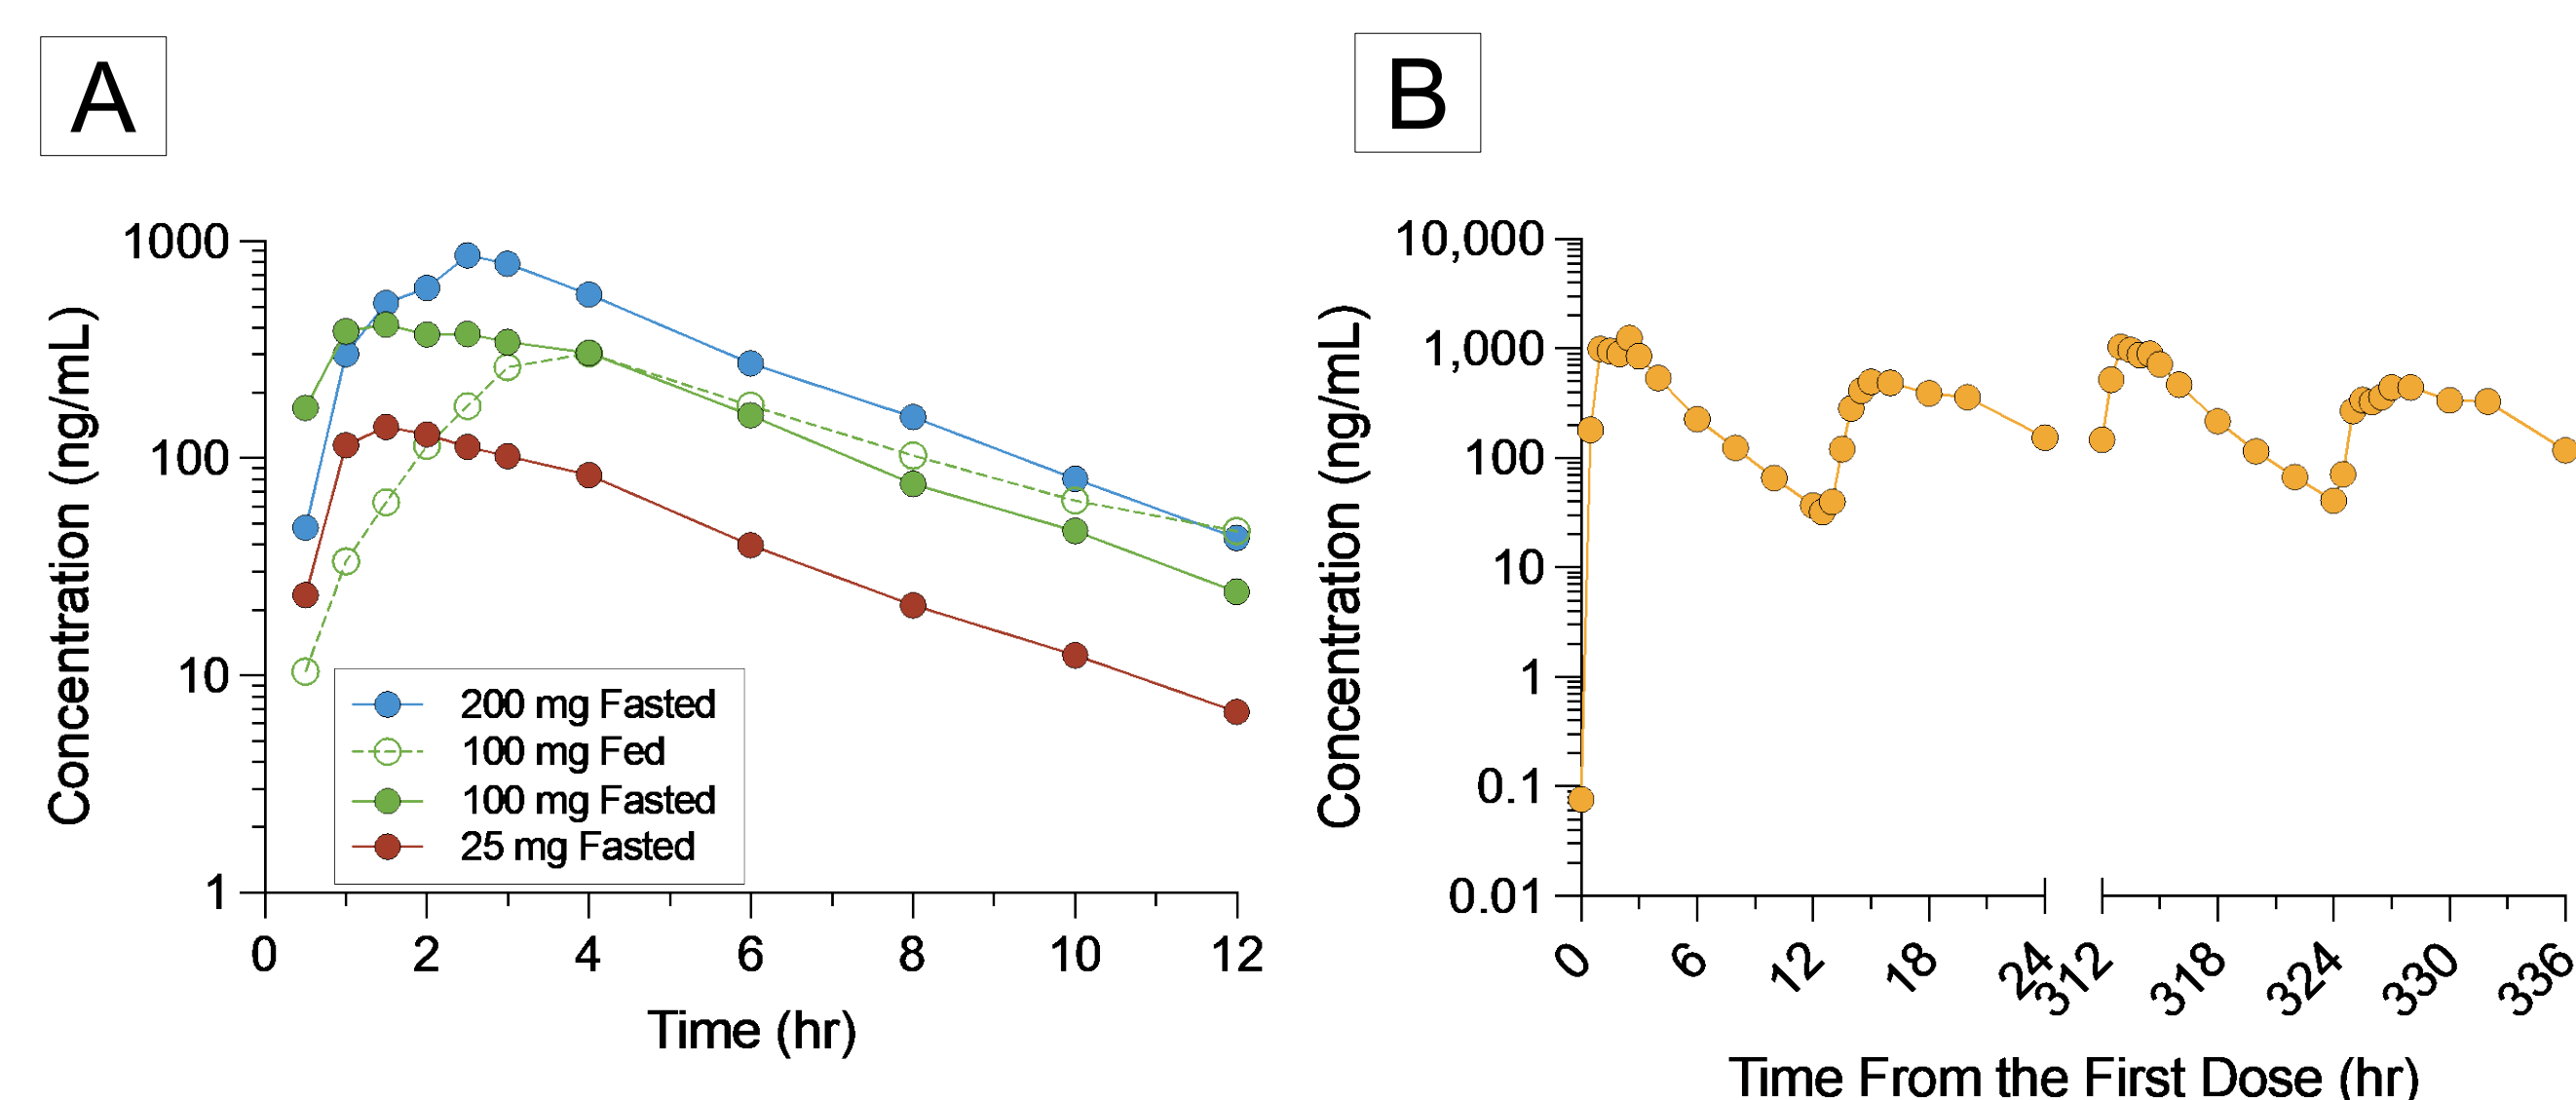 A
Concentration (ng/mL)
1000
100
10
1
200 mg Fasted
100 mg Fed
100 mg Fasted
25 mg Fasted
0 2 4 6 8 10 12
Time (hr)
B
Concentration (ng/mL)
10,000
1,000
100
10
1
0.1
0.01
0 6 12 18 24 312 318 324 330 336
Time From the First Dose (hr)